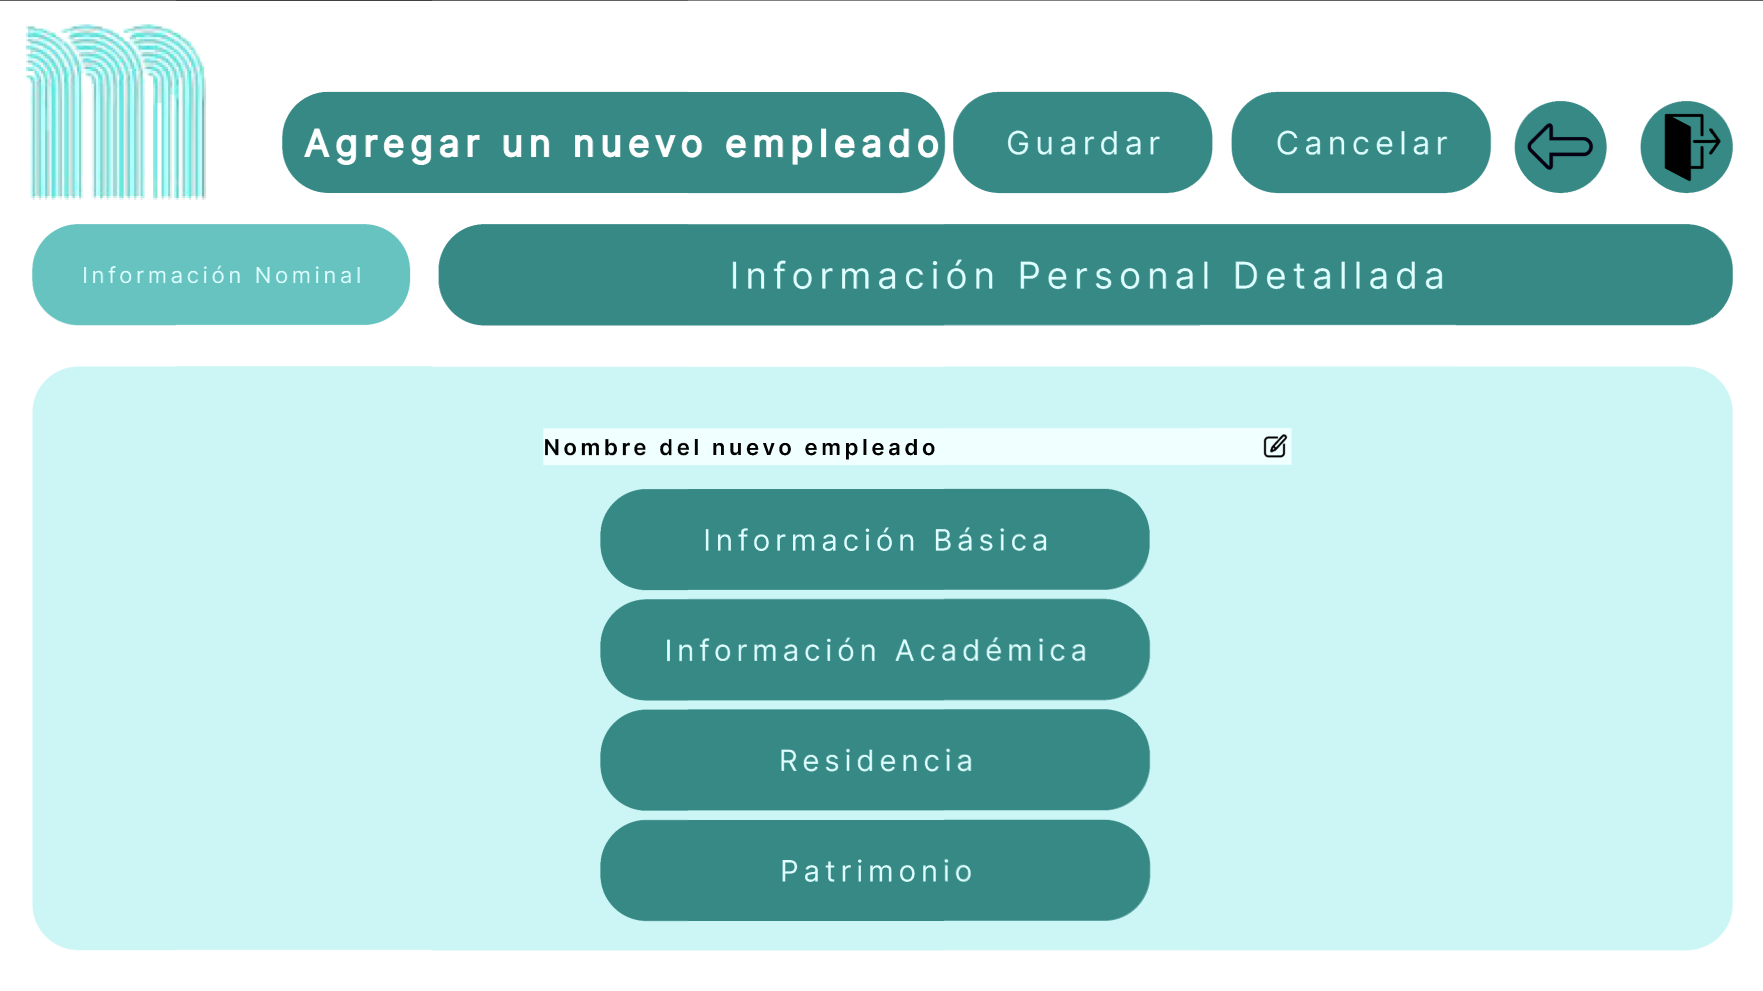 Agregar un nuevo empleado
Guardar
Cancelar
Información Nominal
Información Personal Detallada
Nombre del nuevo empleado
Información Básica
Información Académica
Residencia
Patrimonio